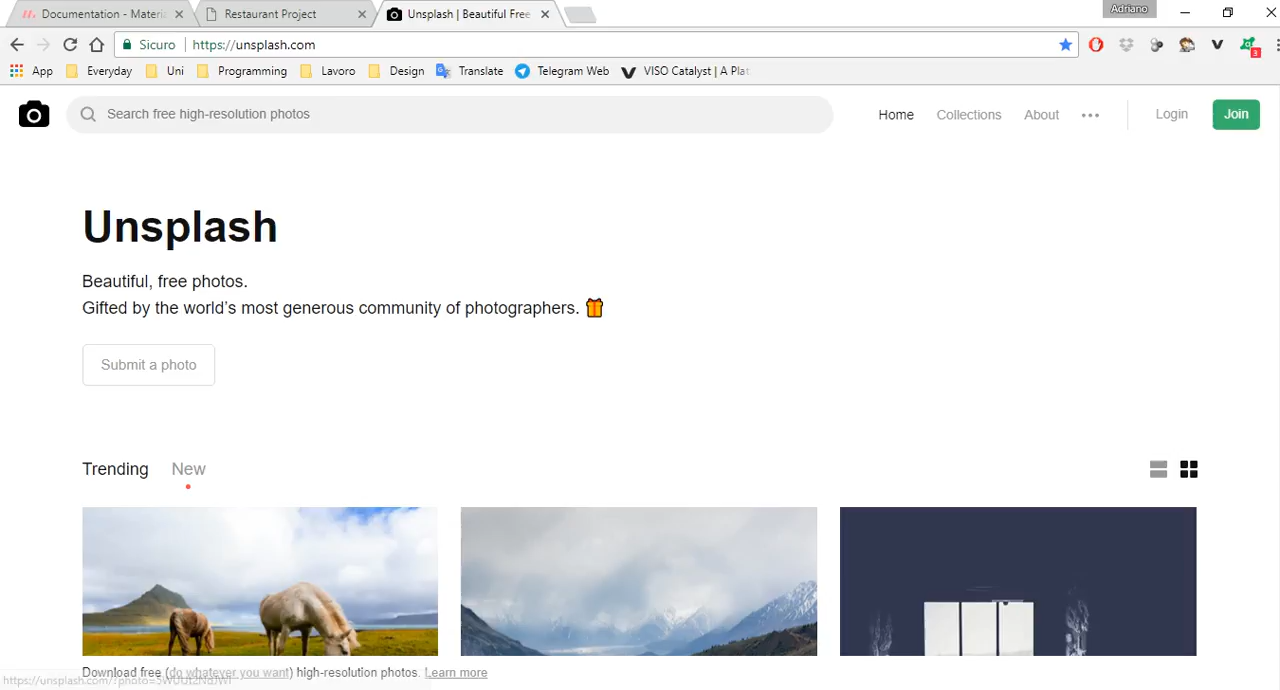 Documentation - Materi
Restaurant Project
Unsplash | Beautiful Free
Adriano
Sicuro
https://unsplash.com
3
App
Everyday
Uni
Programming
Lavoro
Design
Translate
Telegram Web
VISO Catalyst | A Plat
Search free high-resolution photos
Home
Collections
About
Login
Join
Unsplash
Beautiful, free photos.
Gifted by the world's most generous community of photographers.
Submit a photo
Trending
New
Download free (do whatever you want) high-resolution photos. Learn more